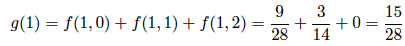 g(1) = f(1, 0) + f(1, 1) + f(1, 2) = 9/28 + 3/14 + 0 = 15/28